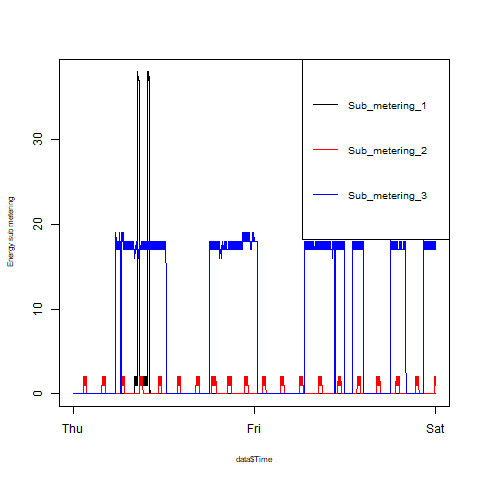 Sub_metering_1
Sub_metering_2
Sub_metering_3
Energy sub metering
30
20
10
0
Thu
Fri
Sat
data$Time